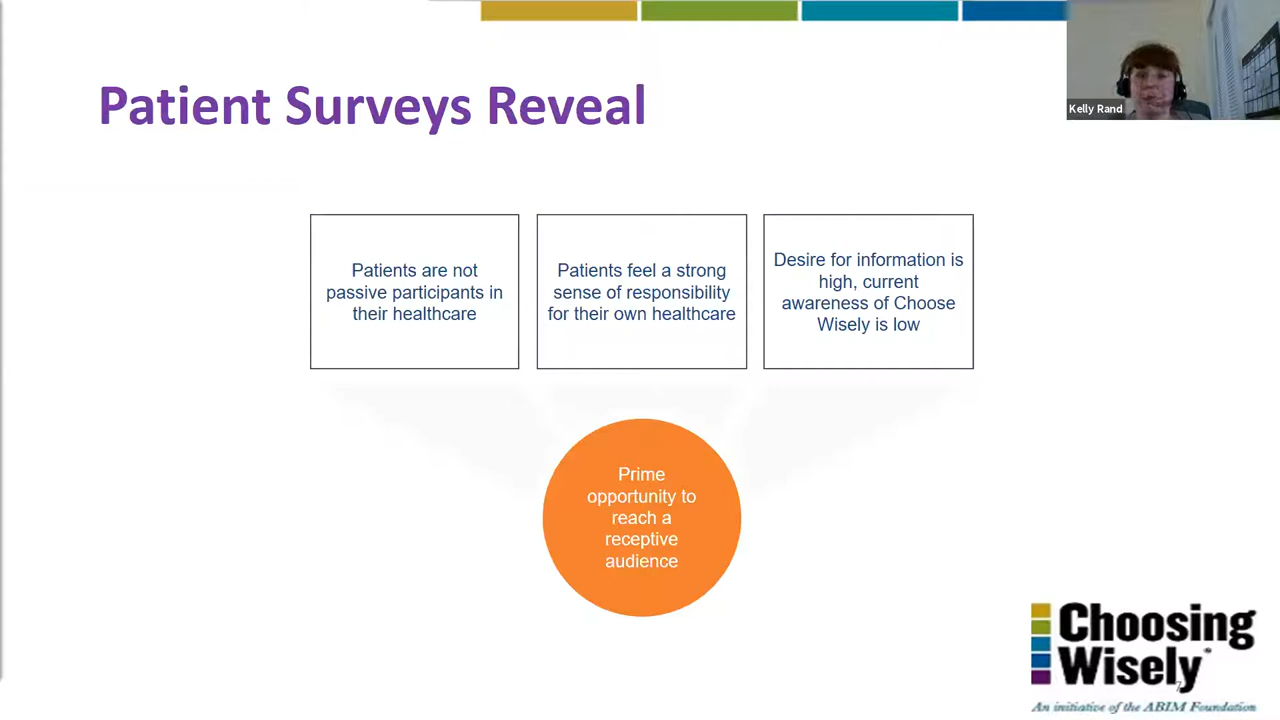 Patient Surveys Reveal
Kelly Rand
Patients are not
passive participants in
their healthcare
Patients feel a strong
sense of responsibility
for their own healthcare
Desire for information is
high, current
awareness of Choose
Wisely is low
Prime
opportunity to
reach a
receptive
audience
Choosing
Wisely™
7
An initiative of the ABIM Foundation